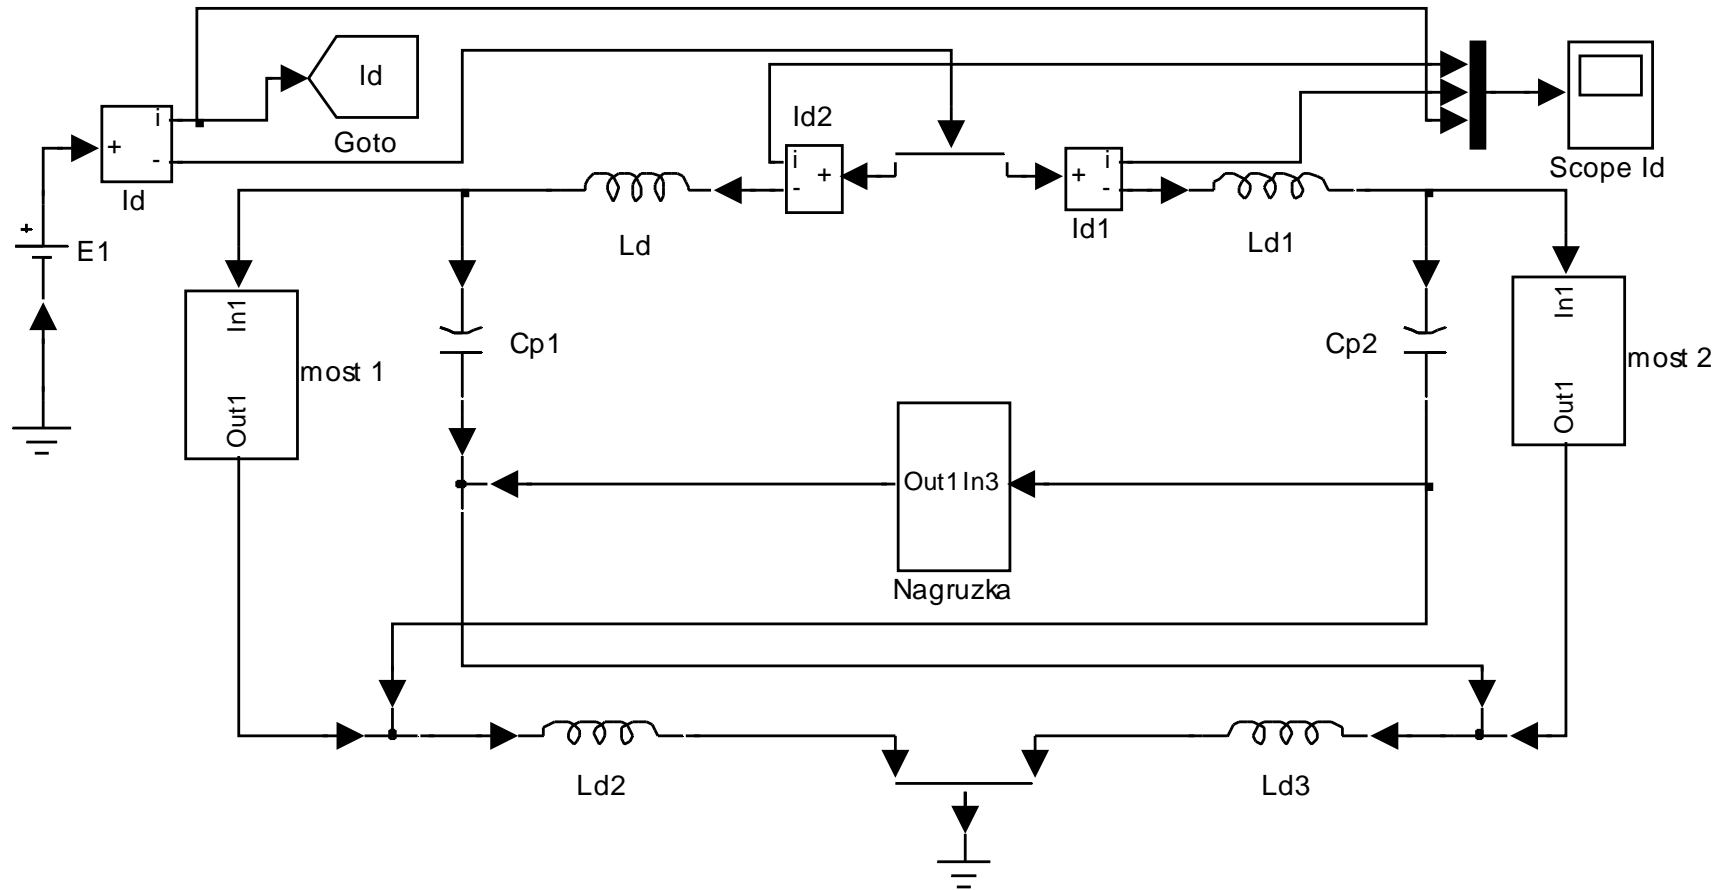 Id
i
+
-
Goto
Id
+
E1
Id2
i
+
-
Ld
i
+
-
Id1
Ld1
Scope Id
In1
Out1
most 1
Cp1
Cp2
In1
Out1
most 2
Out1 In3
Nagruzka
Ld2
Ld3